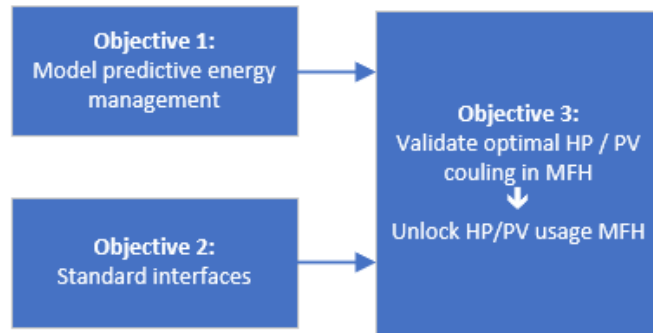 Objective 1:
Model predictive energy
management
Objective 2:
Standard interfaces
Objective 3:
Validate optimal HP / PV
couling in MFH
Unlock HP/PV usage MFH